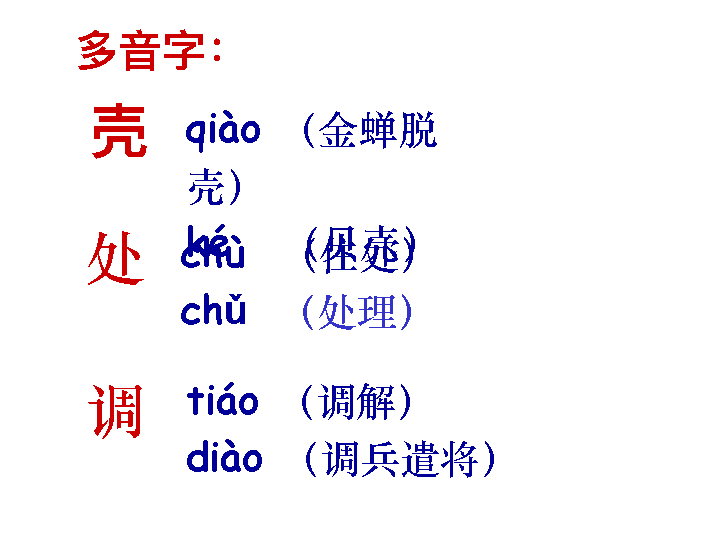 多音字：
壳 qiào （金蝉脱
壳）
ké （贝壳）
处 chù （住处）
chǔ （处理）
调 tiáo （调解）
diào （调兵遣将）